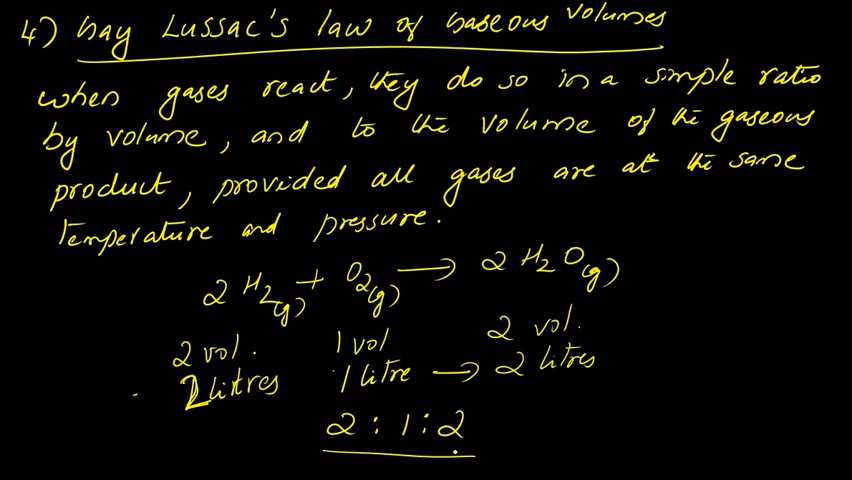 4) Gay Lussac's law of Gaseous volumes
when gases react, they do so in a simple ratio
by volume, and to the volume of the gaseous
product, provided all gases are at the same
temperature and pressure.
2 H2(g) + O2(g) → 2 H2O(g)
2 vol. 1 vol 2 vol.
2 litres 1 litre → 2 litres
2 : 1 : 2